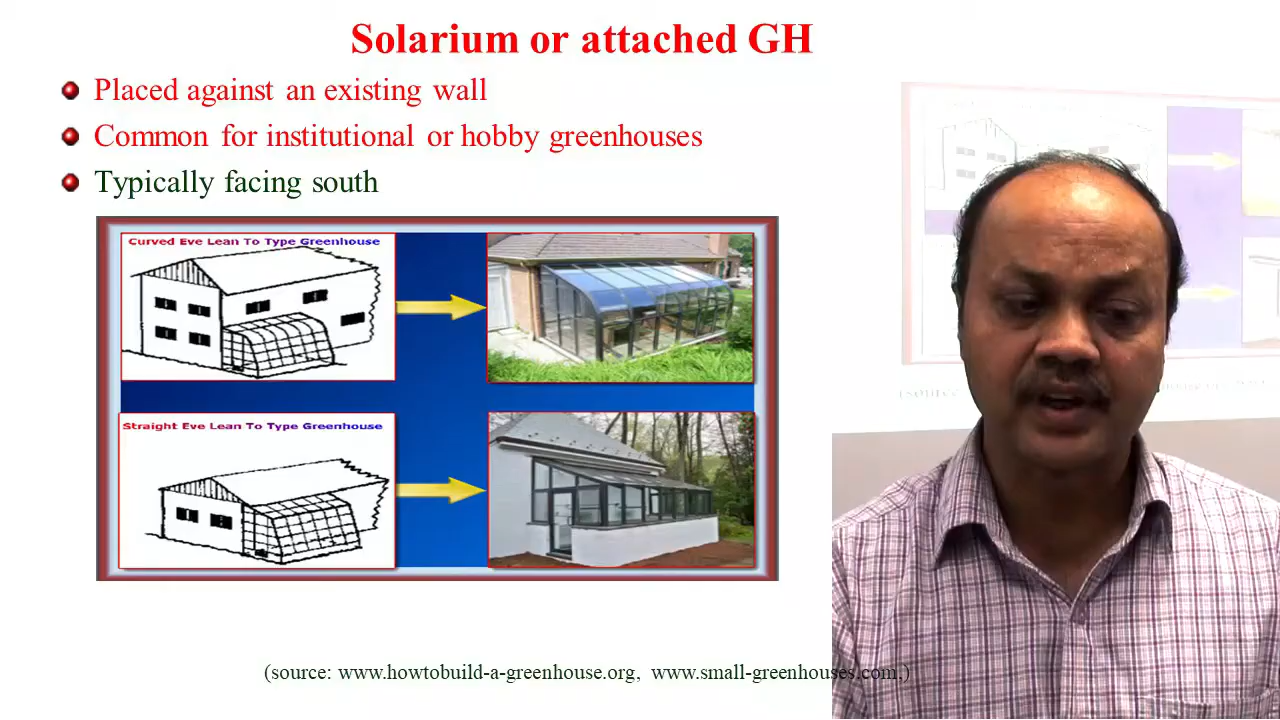 Solarium or attached GH
Placed against an existing wall
Common for institutional or hobby greenhouses
Typically facing south
Curved Eve Lean To Type Greenhouse
Straight Eve Lean To Type Greenhouse
(source: www.howtobuild-a-greenhouse.org, www.small-greenhouses.com,)
(source